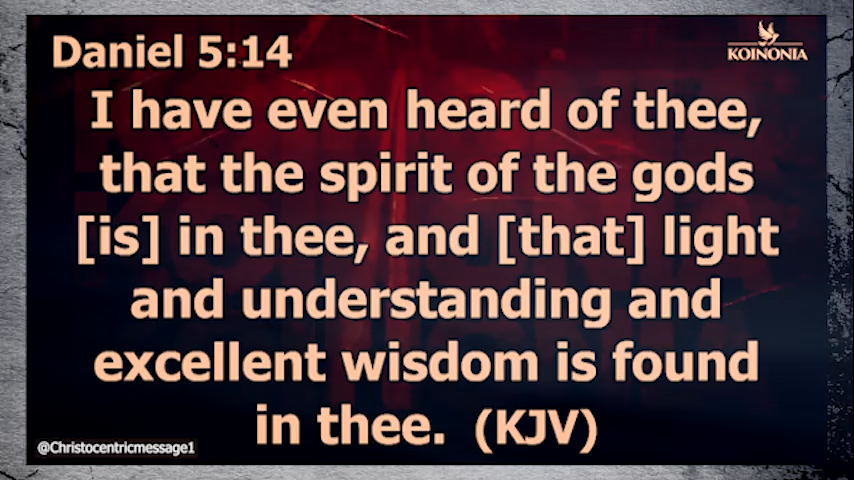 Daniel 5:14
KOINONIA
I have even heard of thee,
that the spirit of the gods
[is] in thee, and [that] light
and understanding and
excellent wisdom is found
in thee. (KJV)
@Christocentricmessage1